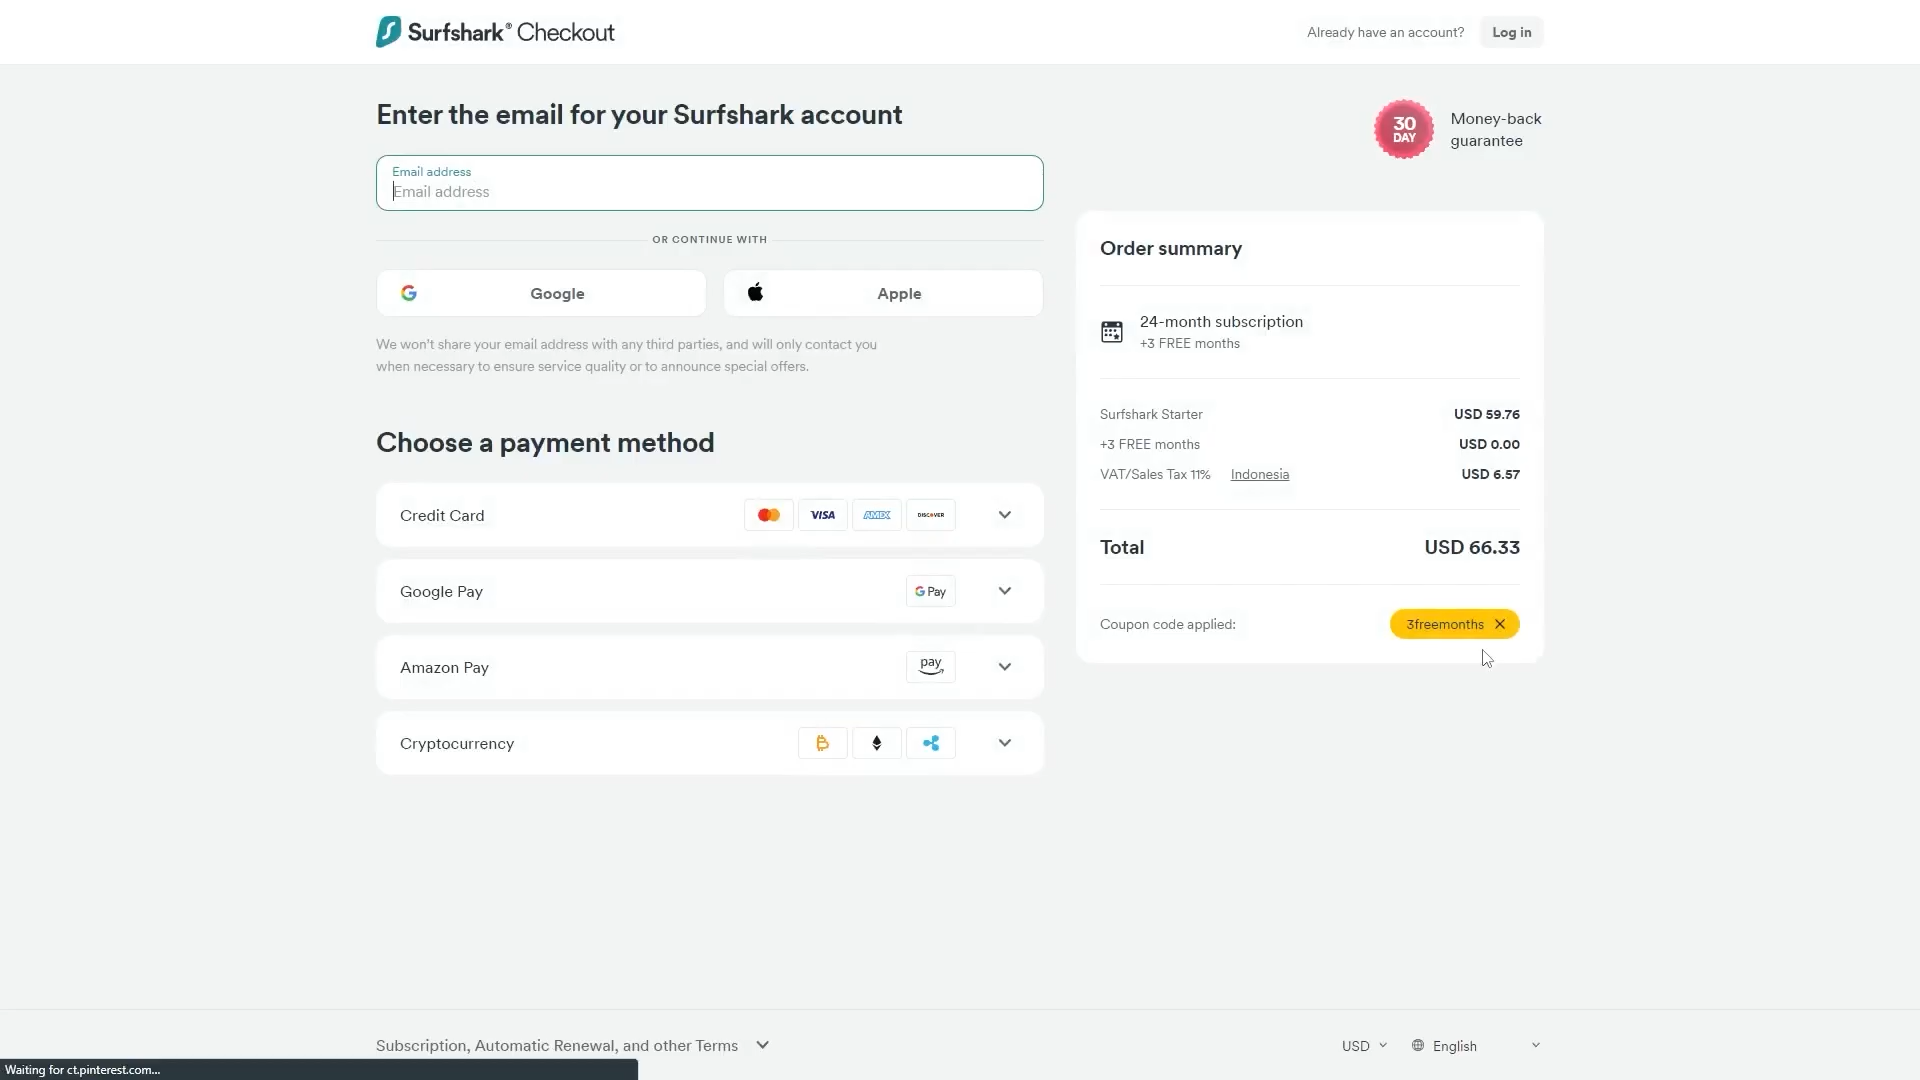 Surfshark® Checkout
Already have an account?
Log in
Enter the email for your Surfshark account
Email address
Email address
OR CONTINUE WITH
Google
Apple
We won't share your email address with any third parties, and will only contact you
when necessary to ensure service quality or to announce special offers.
Choose a payment method
Credit Card
VISA
AMEX
DISCOVER
Google Pay
G Pay
Amazon Pay
pay
Cryptocurrency
30
DAY
Money-back
guarantee
Order summary
24-month subscription
+3 FREE months
Surfshark Starter USD 59.76
+3 FREE months USD 0.00
VAT/Sales Tax 11% Indonesia USD 6.57
Total USD 66.33
Coupon code applied: 3freemonths
Subscription, Automatic Renewal, and other Terms
USD
English
Waiting for ct.pinterest.com...